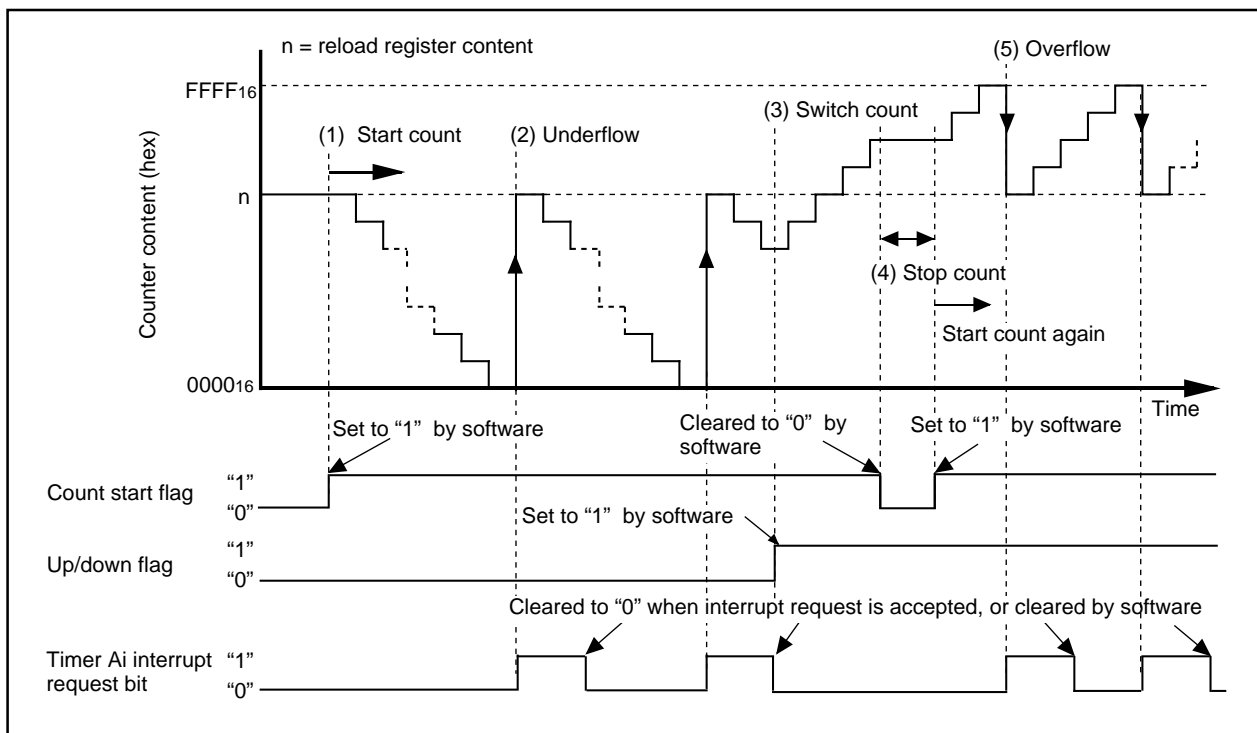 n = reload register content
(5) Overflow
FFFF16
(3) Switch count
(1) Start count
(2) Underflow
Counter content (hex)
n
(4) Stop count
Start count again
000016
Time
Set to “1” by software
Cleared to “0” by
software
Set to “1” by software
Count start flag
“1”
“0”
Set to “1” by software
Up/down flag
“1”
“0”
Cleared to “0” when interrupt request is accepted, or cleared by software
Timer Ai interrupt
request bit
“1”
“0”